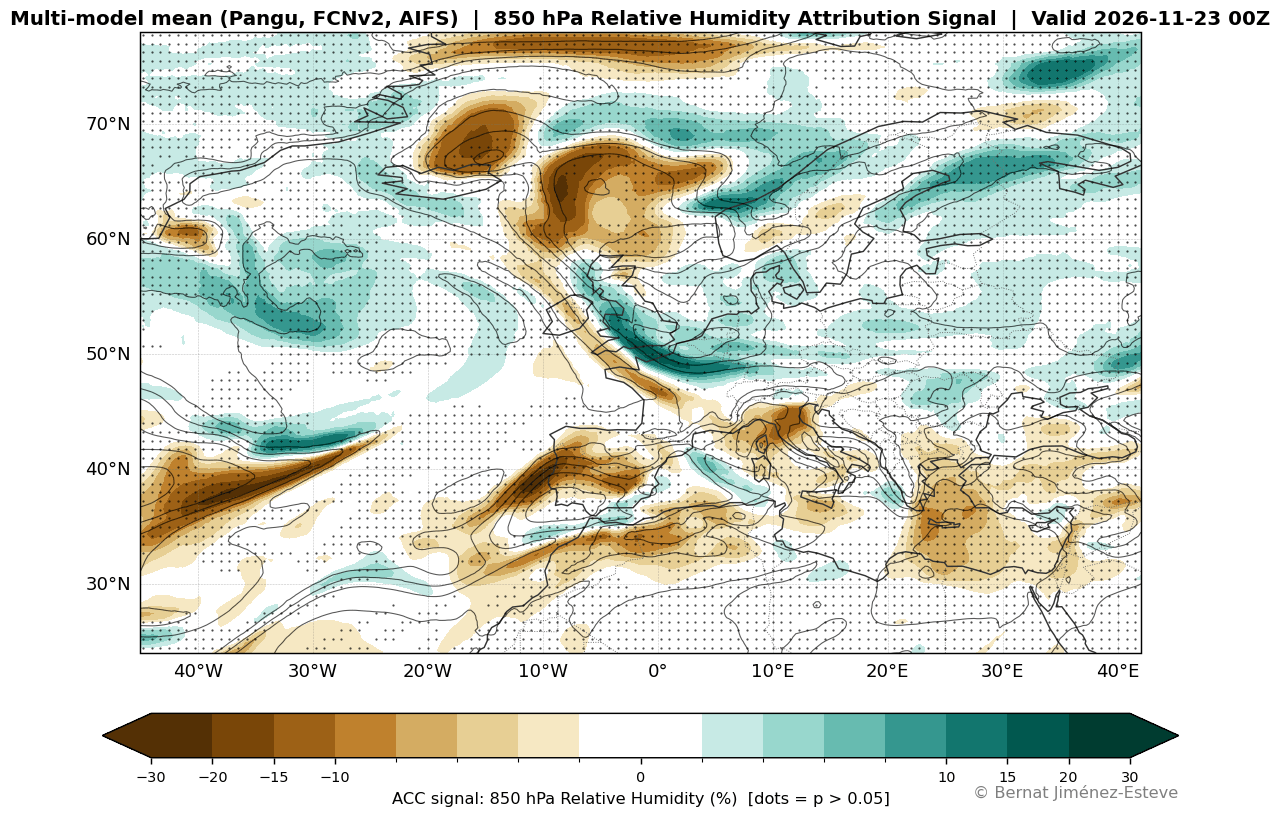 Multi-model mean (Pangu, FCNv2, AIFS)  |  850 hPa Relative Humidity Attribution Signal  |  Valid 2026-11-23 00Z
70°N
60°N
50°N
40°N
30°N
40°W 30°W 20°W 10°W 0° 10°E 20°E 30°E 40°E
−30 −20 −15 −10 0 10 15 20 30
ACC signal: 850 hPa Relative Humidity (%)  [dots = p > 0.05]
© Bernat Jiménez-Esteve